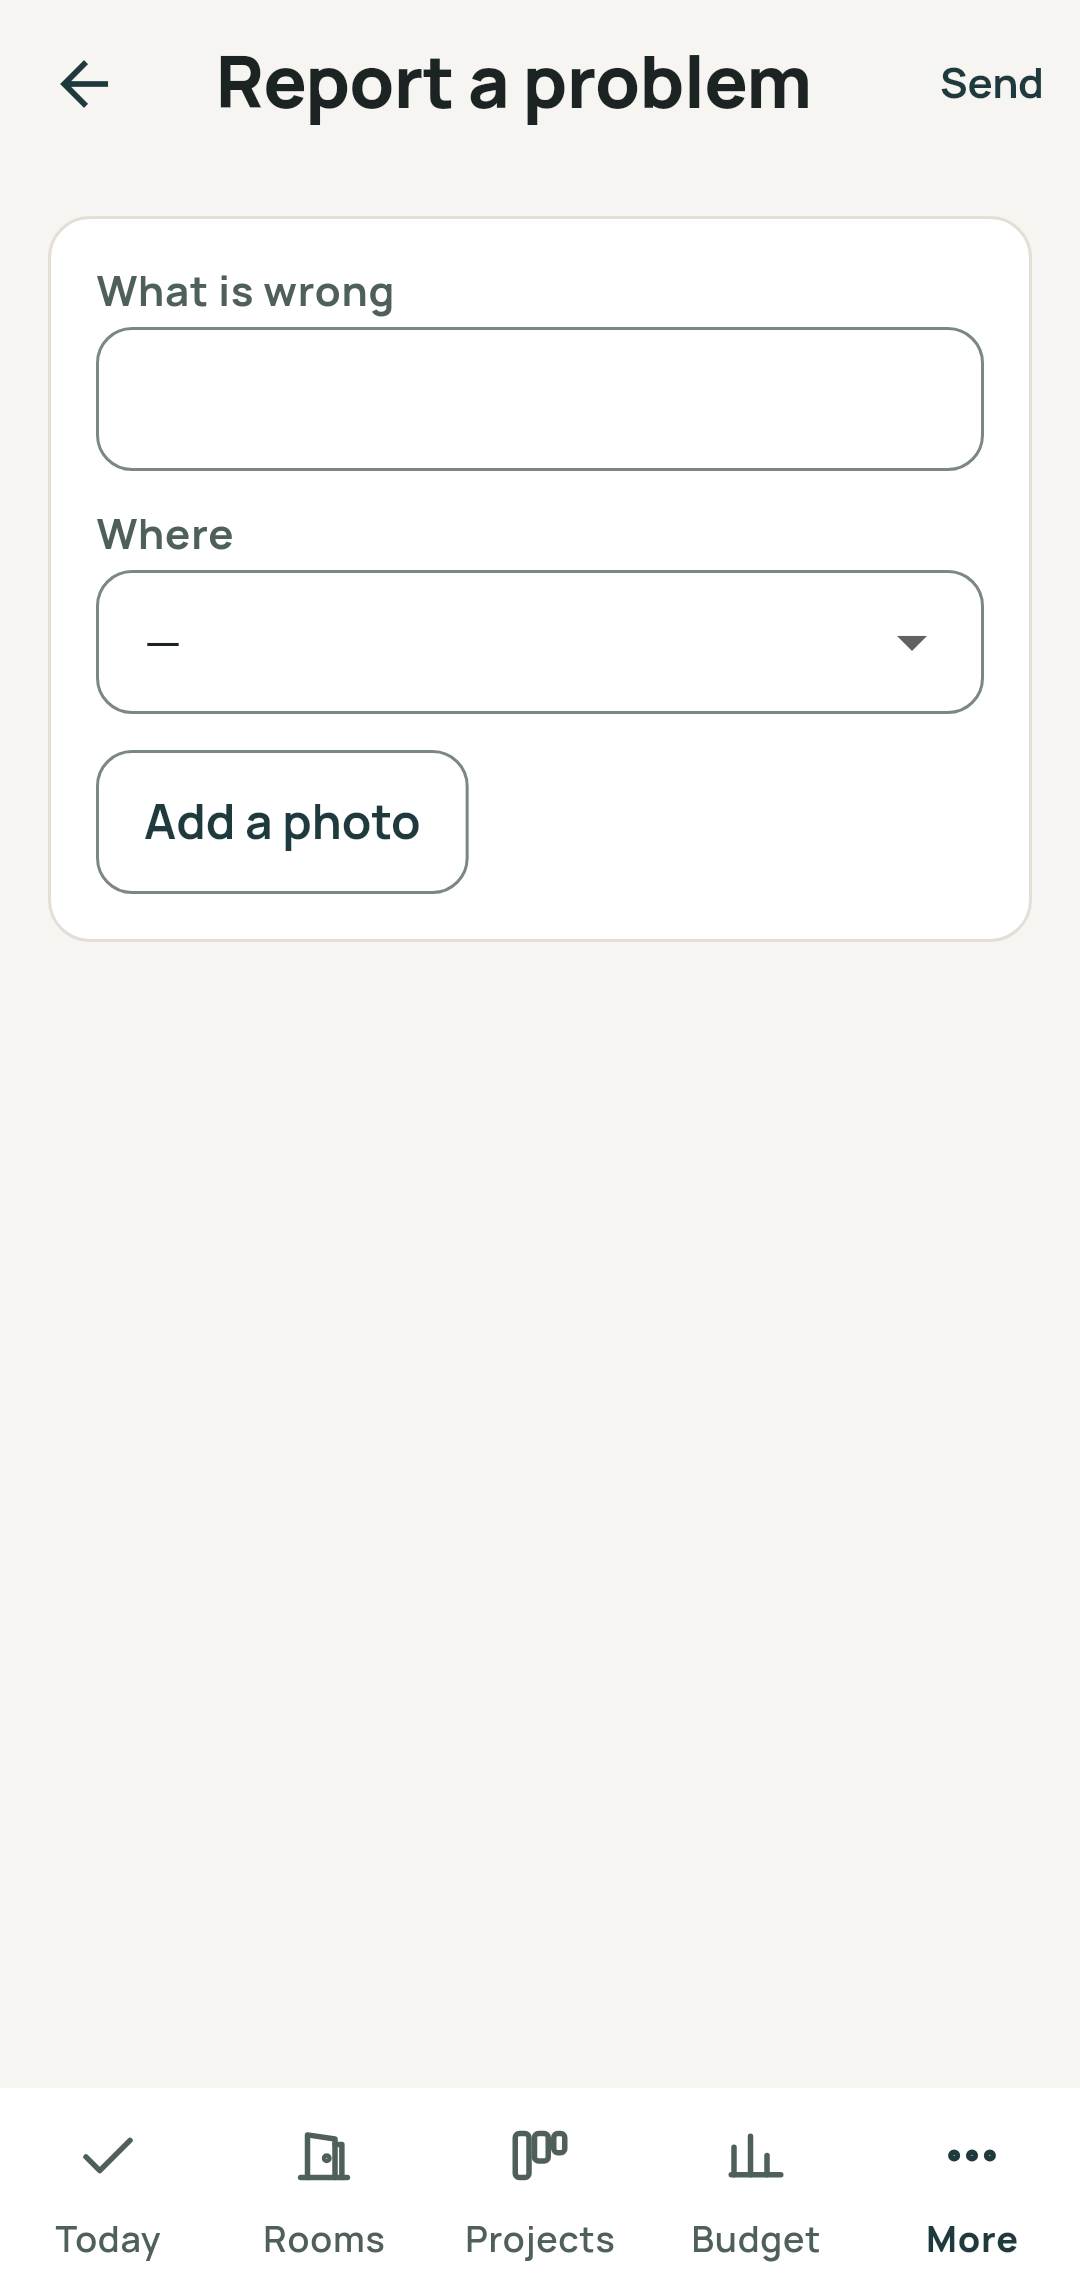 Report a problem
Send
What is wrong
Where
—
Add a photo
Today
Rooms
Projects
Budget
More